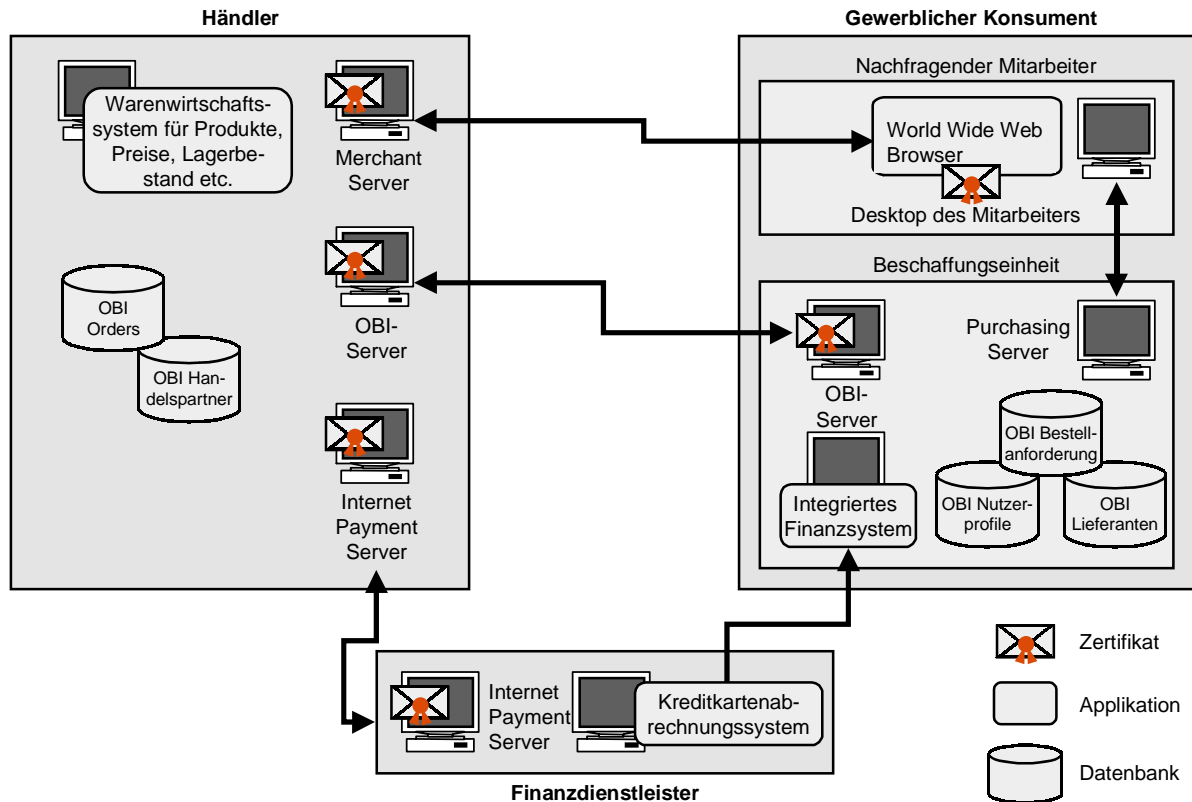 Händler
Warenwirtschafts-
system für Produkte,
Preise, Lagerbe-
stand etc.
Merchant
Server
OBI
Orders
OBI Han-
delspartner
OBI-
Server
Internet
Payment
Server
Gewerblicher Konsument
Nachfragender Mitarbeiter
World Wide Web
Browser
Desktop des Mitarbeiters
Beschaffungseinheit
OBI-
Server
Purchasing
Server
Integriertes
Finanzsystem
OBI Bestell-
anforderung
OBI Nutzer-
profile
OBI
Lieferanten
Internet
Payment
Server
Kreditkartenab-
rechnungssystem
Finanzdienstleister
Zertifikat
Applikation
Datenbank